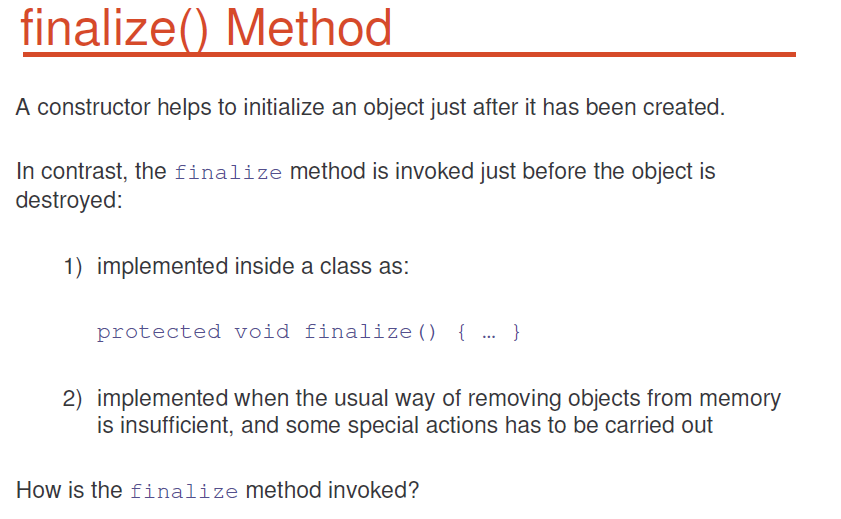 finalize() Method
A constructor helps to initialize an object just after it has been created.
In contrast, the finalize method is invoked just before the object is
destroyed:
1) implemented inside a class as:
protected void finalize() { … }
2) implemented when the usual way of removing objects from memory
is insufficient, and some special actions has to be carried out
How is the finalize method invoked?